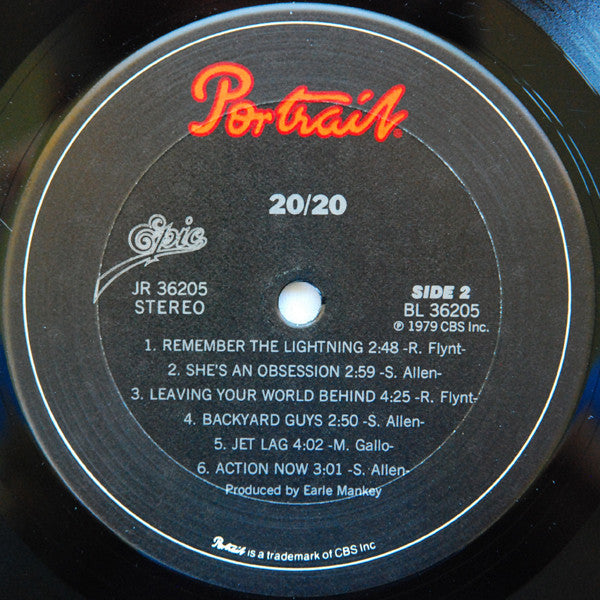 Portrait®
20/20
Epic
JR 36205
STEREO
SIDE 2
BL 36205
℗ 1979 CBS Inc.
1. REMEMBER THE LIGHTNING 2:48 -R. Flynt-
2. SHE'S AN OBSESSION 2:59 -S. Allen-
3. LEAVING YOUR WORLD BEHIND 4:25 -R. Flynt-
4. BACKYARD GUYS 2:50 -S. Allen-
5. JET LAG 4:02 -M. Gallo-
6. ACTION NOW 3:01 -S. Allen-
Produced by Earle Mankey
Portrait is a trademark of CBS Inc